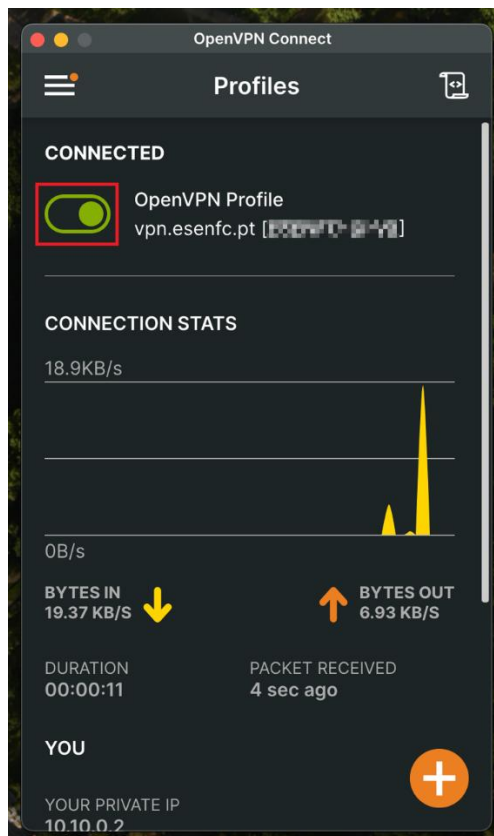 OpenVPN Connect
Profiles
CONNECTED
OpenVPN Profile
vpn.esenfc.pt [ ]
CONNECTION STATS
18.9KB/s
0B/s
BYTES IN
19.37 KB/S
BYTES OUT
6.93 KB/S
DURATION
00:00:11
PACKET RECEIVED
4 sec ago
YOU
YOUR PRIVATE IP
10.10.0.2